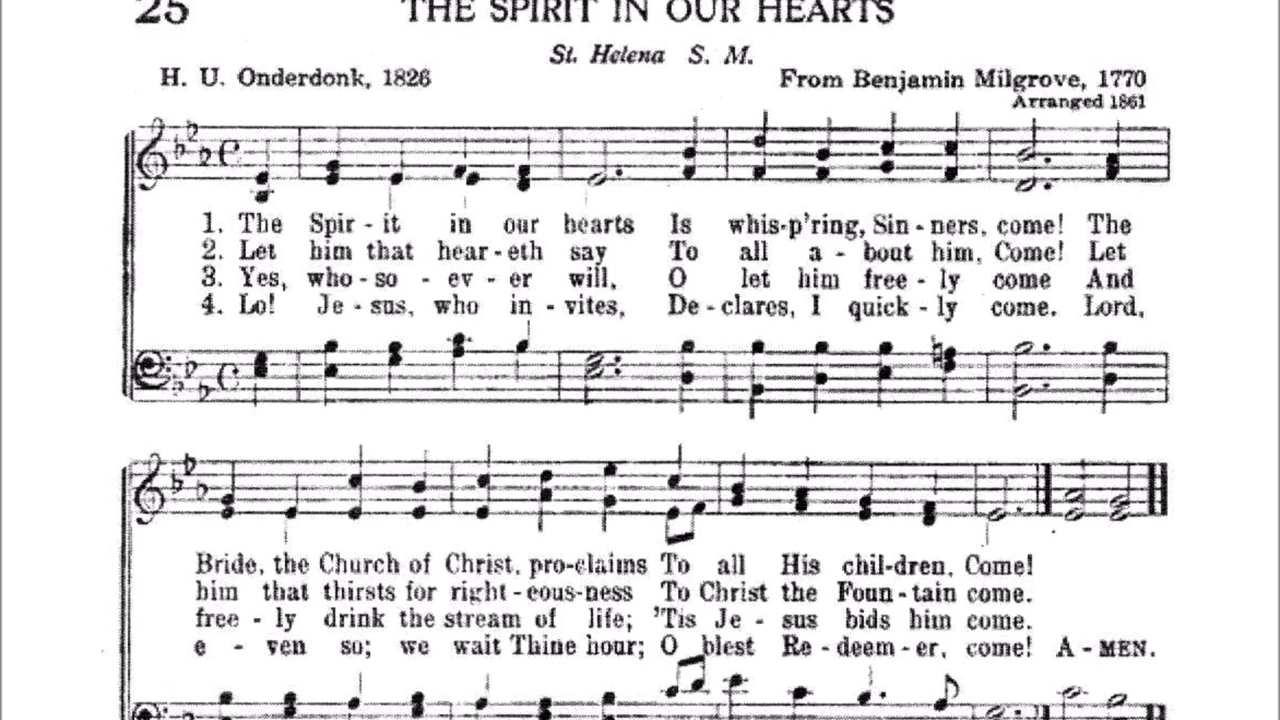 25 THE SPIRIT IN OUR HEARTS
St. Helena S. M.
H. U. Onderdonk, 1826 From Benjamin Milgrove, 1770
Arranged 1861
1. The Spir - it in our hearts Is whis-p'ring, Sin - ners, come! The
2. Let him that hear - eth say To all a - bout him, Come! Let
3. Yes, who - so - ev - er will, O let him free - ly come And
4. Lo! Je - sus, who in - vites, De - clares, I quick - ly come. Lord,
Bride, the Church of Christ, pro-claims To all His chil-dren, Come!
him that thirsts for right - eous-ness To Christ the Foun - tain come.
free - ly drink the stream of life; 'Tis Je - sus bids him come.
e - ven so; we wait Thine hour; O blest Re - deem - er, come! A - MEN.